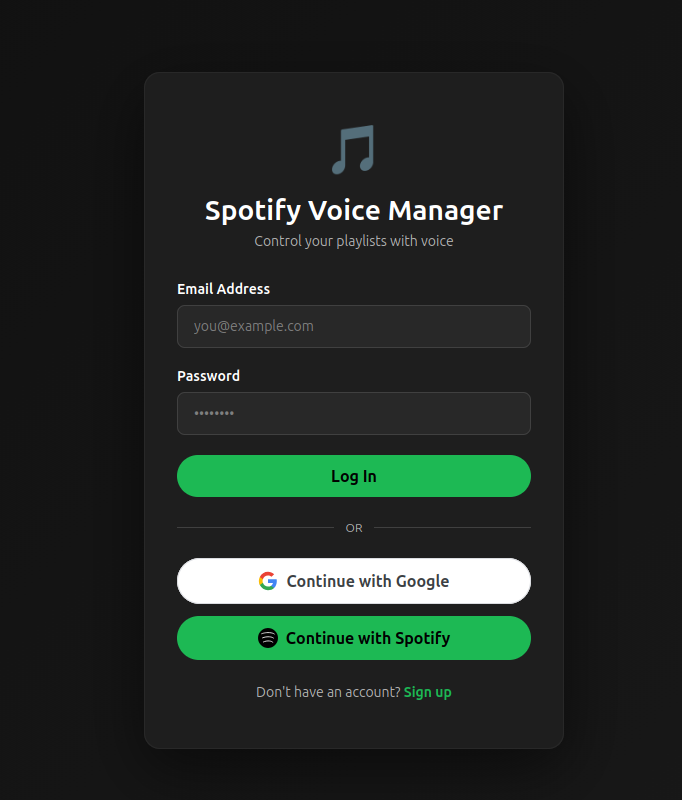 Spotify Voice Manager
Control your playlists with voice
Email Address
you@example.com
Password
••••••••
Log In
OR
Continue with Google
Continue with Spotify
Don't have an account? Sign up